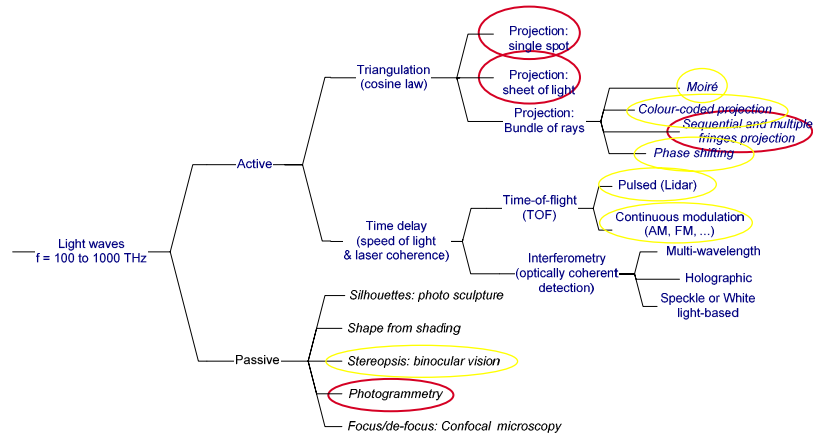 Light waves
f = 100 to 1000 THz
Active
Triangulation
(cosine law)
Projection:
single spot
Projection:
sheet of light
Projection:
Bundle of rays
Moiré
Colour-coded projection
Sequential and multiple
fringes projection
Phase shifting
Time delay
(speed of light
& laser coherence)
Time-of-flight
(TOF)
Pulsed (Lidar)
Continuous modulation
(AM, FM, ...)
Interferometry
(optically coherent
detection)
Multi-wavelength
Holographic
Speckle or White
light-based
Passive
Silhouettes: photo sculpture
Shape from shading
Stereopsis: binocular vision
Photogrammetry
Focus/de-focus: Confocal microscopy